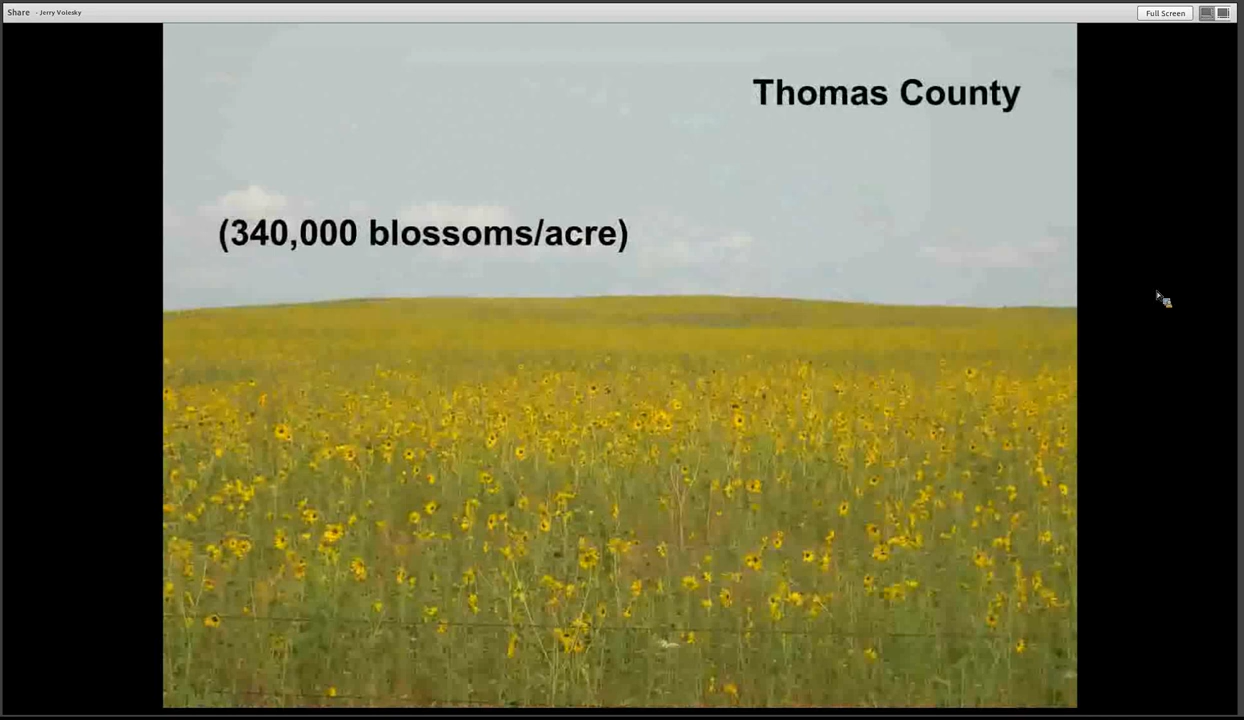 Share - Jerry Volesky
Full Screen
Thomas County
(340,000 blossoms/acre)